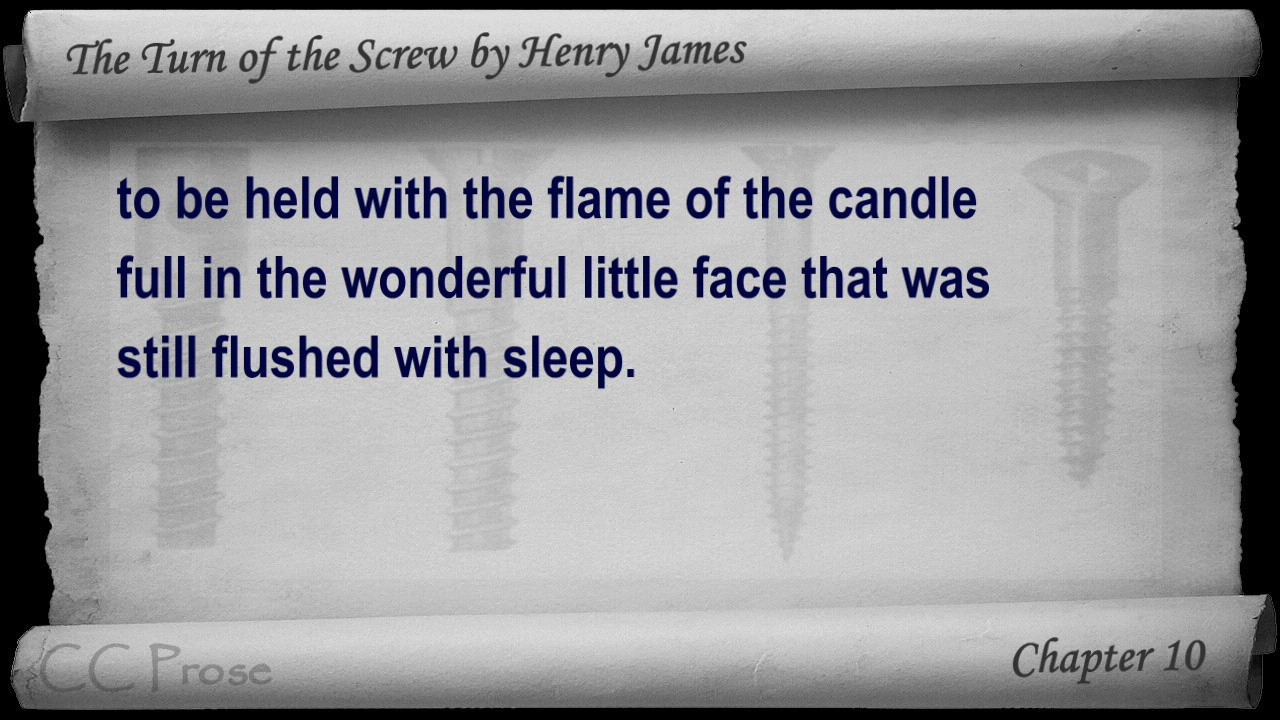 The Turn of the Screw by Henry James
to be held with the flame of the candle
full in the wonderful little face that was
still flushed with sleep.
CC Prose
Chapter 10